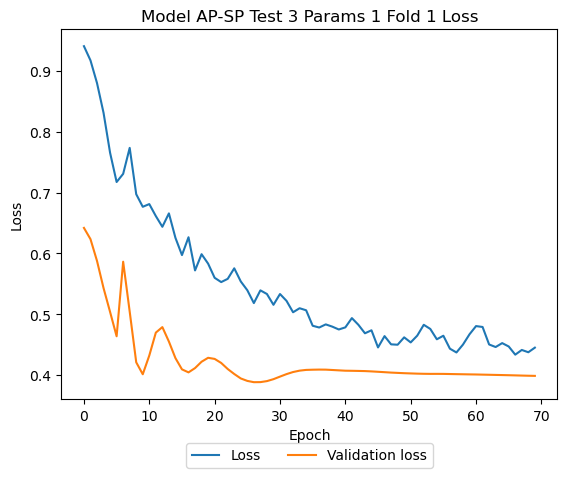 Model AP-SP Test 3 Params 1 Fold 1 Loss
Loss
0.9
0.8
0.7
0.6
0.5
0.4
0 10 20 30 40 50 60 70
Epoch
Loss Validation loss